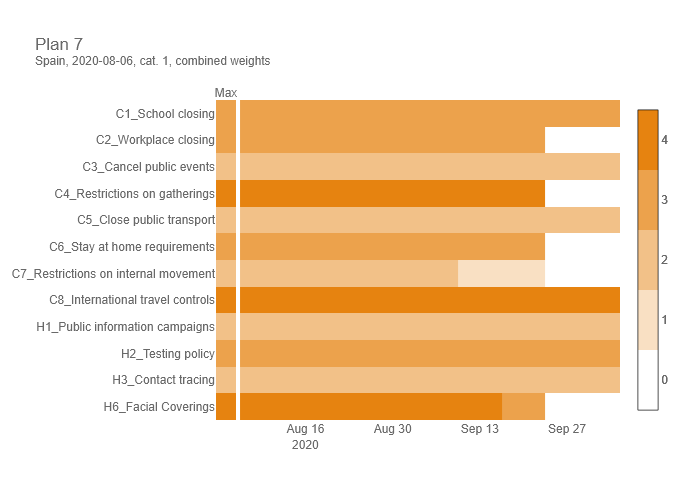 Plan 7
Spain, 2020-08-06, cat. 1, combined weights
Max
C1_School closing
C2_Workplace closing
C3_Cancel public events
C4_Restrictions on gatherings
C5_Close public transport
C6_Stay at home requirements
C7_Restrictions on internal movement
C8_International travel controls
H1_Public information campaigns
H2_Testing policy
H3_Contact tracing
H6_Facial Coverings
Aug 16 Aug 30 Sep 13 Sep 27
2020
4
3
2
1
0